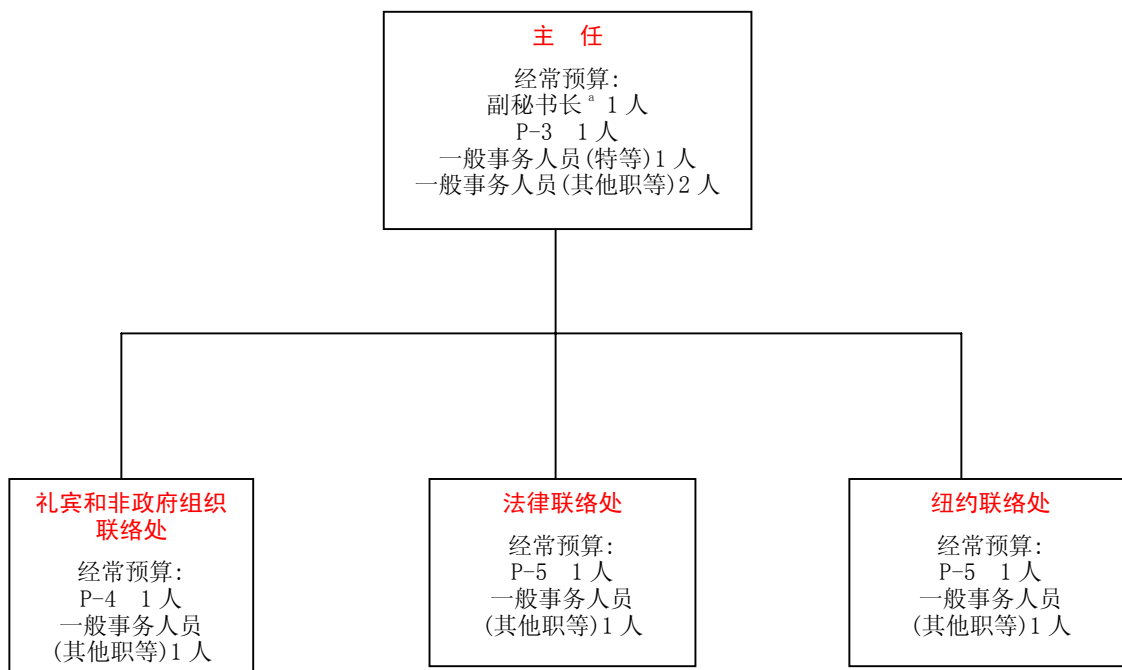 主 任
经常预算:
副秘书长ª 1 人
P-3 1 人
一般事务人员(特等)1 人
一般事务人员(其他职等)2 人
礼宾和非政府组织
联络处
经常预算:
P-4 1 人
一般事务人员
(其他职等)1 人
法律联络处
经常预算:
P-5 1 人
一般事务人员
(其他职等)1 人
纽约联络处
经常预算:
P-5 1 人
一般事务人员
(其他职等)1 人